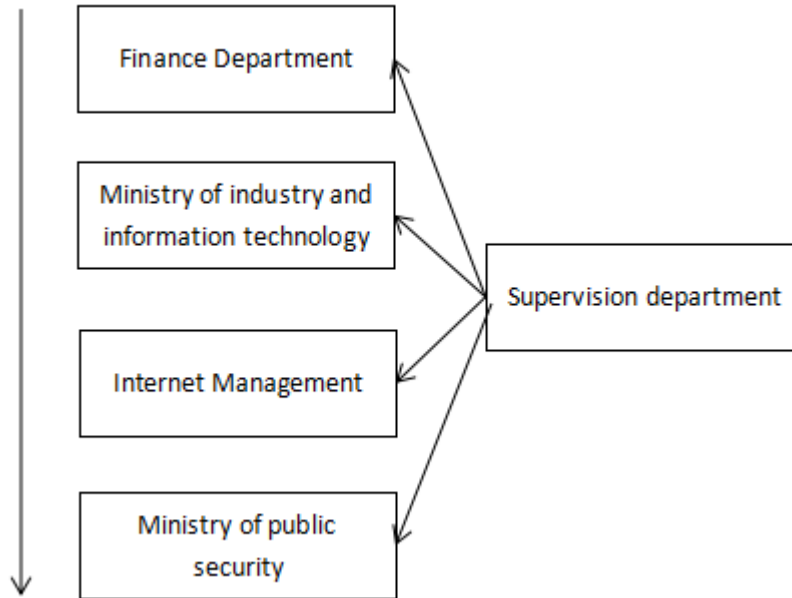 Finance Department
Ministry of industry and
information technology
Supervision department
Internet Management
Ministry of public
security